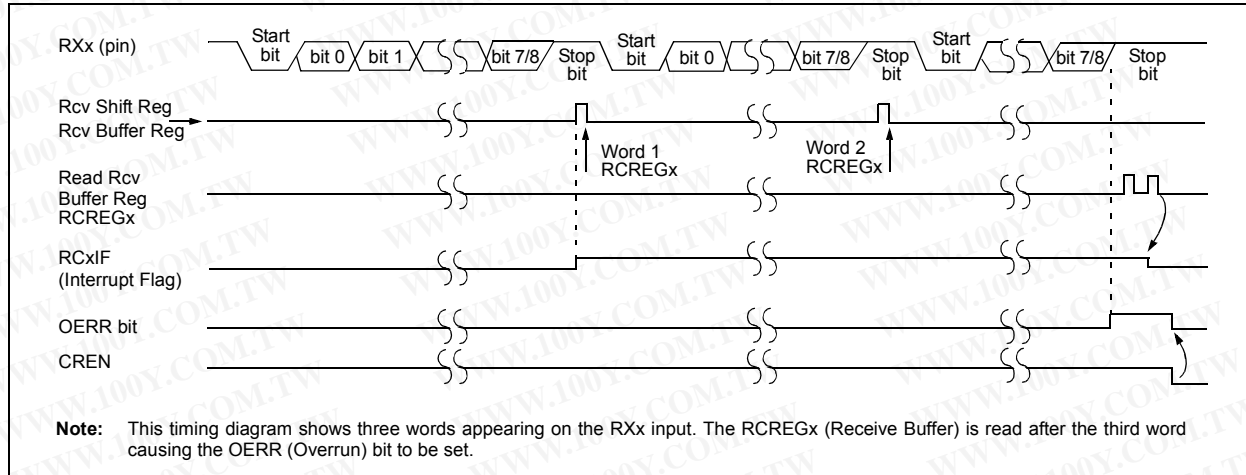 RXx (pin)
Start bit
bit 0
bit 1
bit 7/8
Stop bit
Start bit
bit 0
bit 7/8
Stop bit
Start bit
bit 7/8
Stop bit
Rcv Shift Reg
Rcv Buffer Reg
Word 1
RCREGx
Word 2
RCREGx
Read Rcv
Buffer Reg
RCREGx
RCxIF
(Interrupt Flag)
OERR bit
CREN
Note: This timing diagram shows three words appearing on the RXx input. The RCREGx (Receive Buffer) is read after the third word
causing the OERR (Overrun) bit to be set.
WWW.100Y.COM.TW